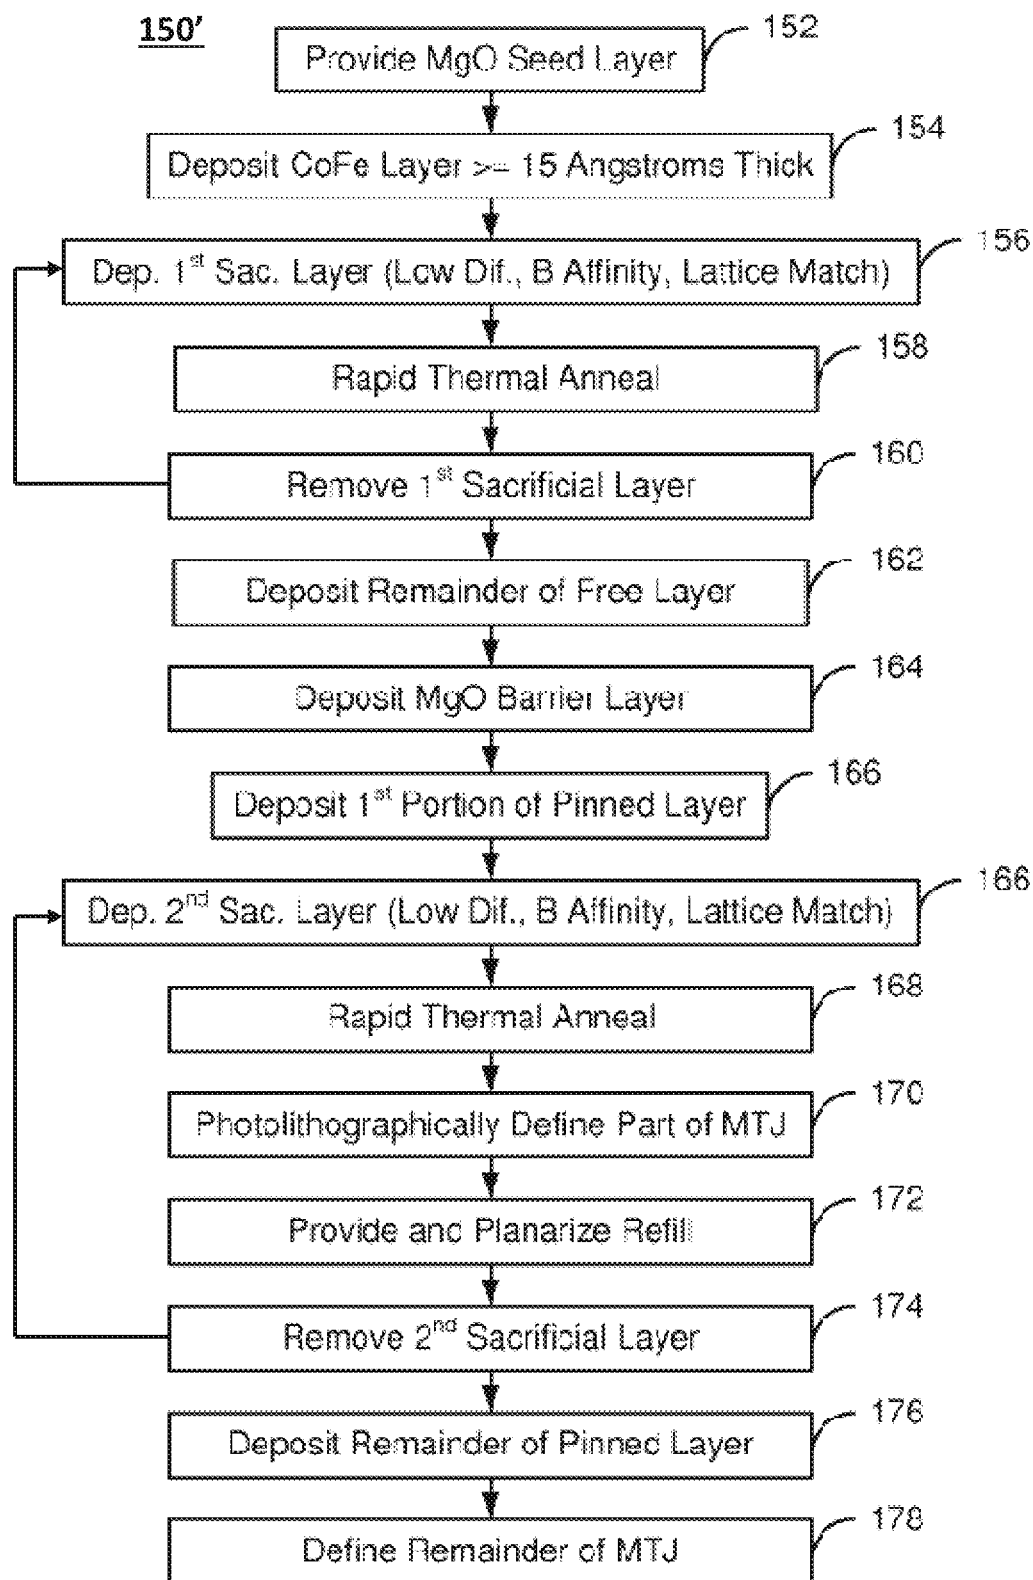 150'
Provide MgO Seed Layer
152
Deposit CoFe Layer >= 15 Angstroms Thick
154
Dep. 1st Sac. Layer (Low Dif., B Affinity, Lattice Match)
156
Rapid Thermal Anneal
158
Remove 1st Sacrificial Layer
160
Deposit Remainder of Free Layer
162
Deposit MgO Barrier Layer
164
Deposit 1st Portion of Pinned Layer
166
Dep. 2nd Sac. Layer (Low Dif., B Affinity, Lattice Match)
166
Rapid Thermal Anneal
168
Photolithographically Define Part of MTJ
170
Provide and Planarize Refill
172
Remove 2nd Sacrificial Layer
174
Deposit Remainder of Pinned Layer
176
Define Remainder of MTJ
178